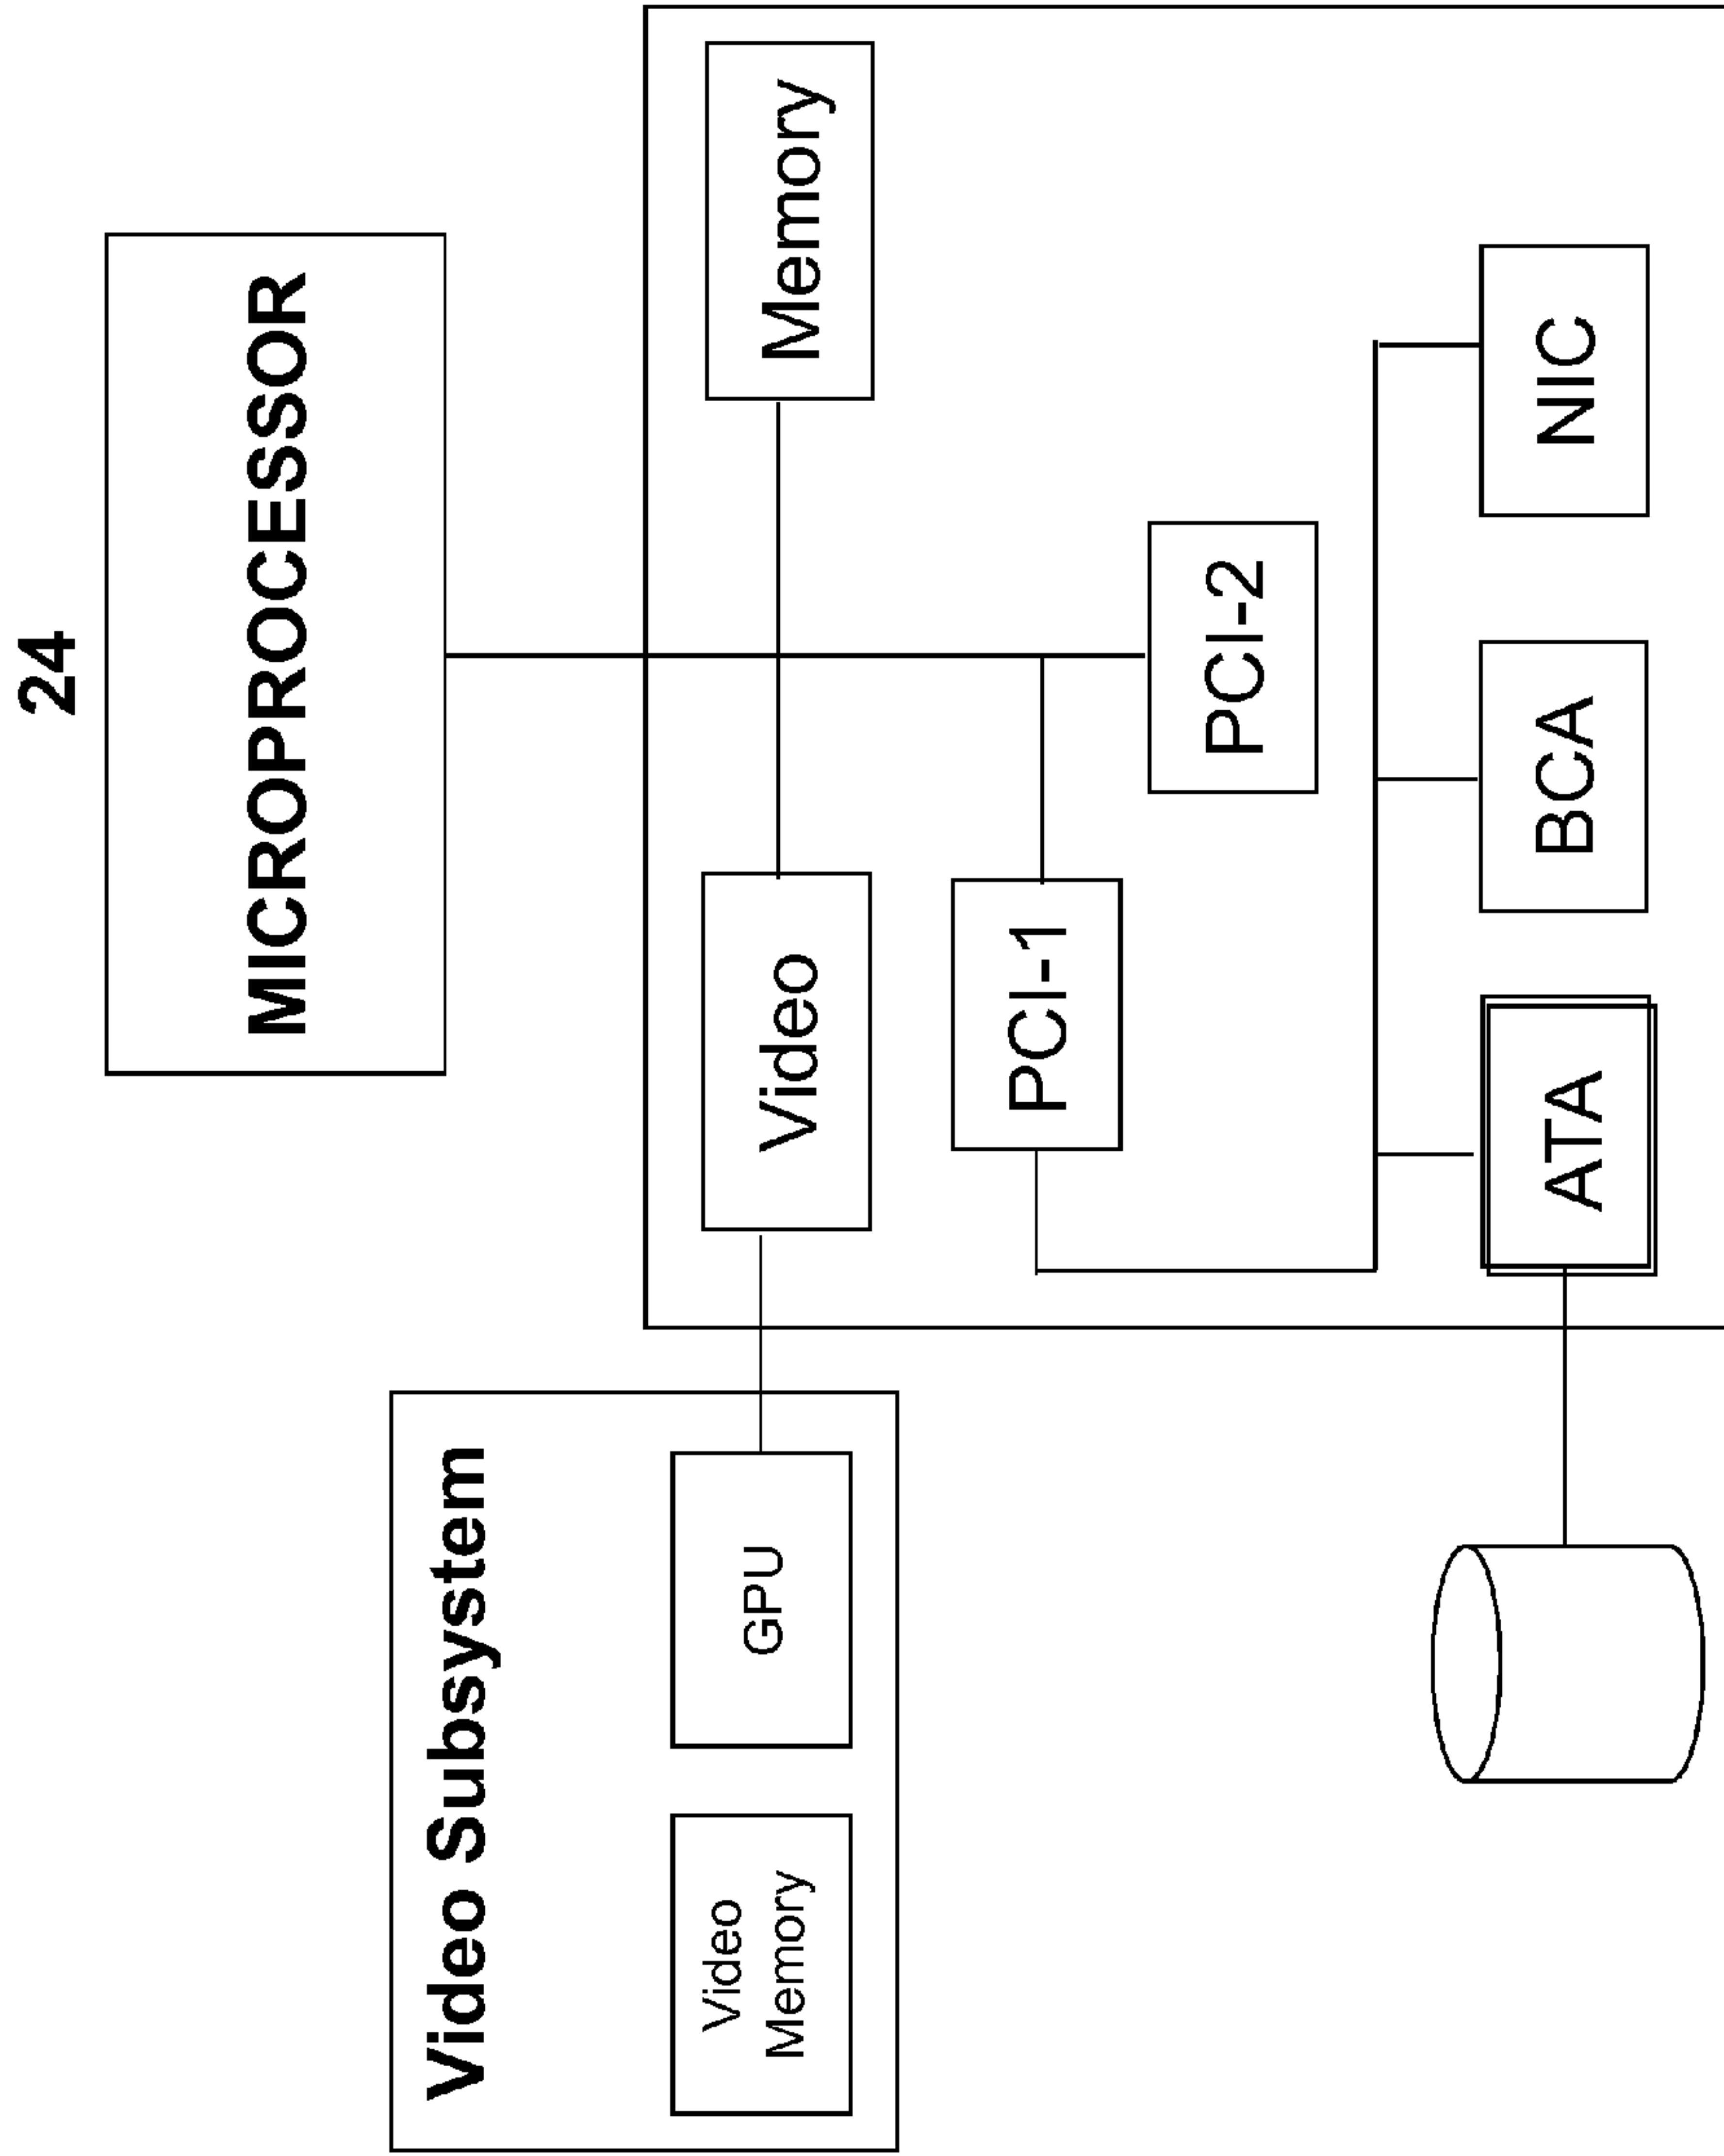 24
MICROPROCESSOR
Video Subsystem
Video
Memory
GPU
Video
Memory
PCI-1
PCI-2
ATA
BCA
NIC